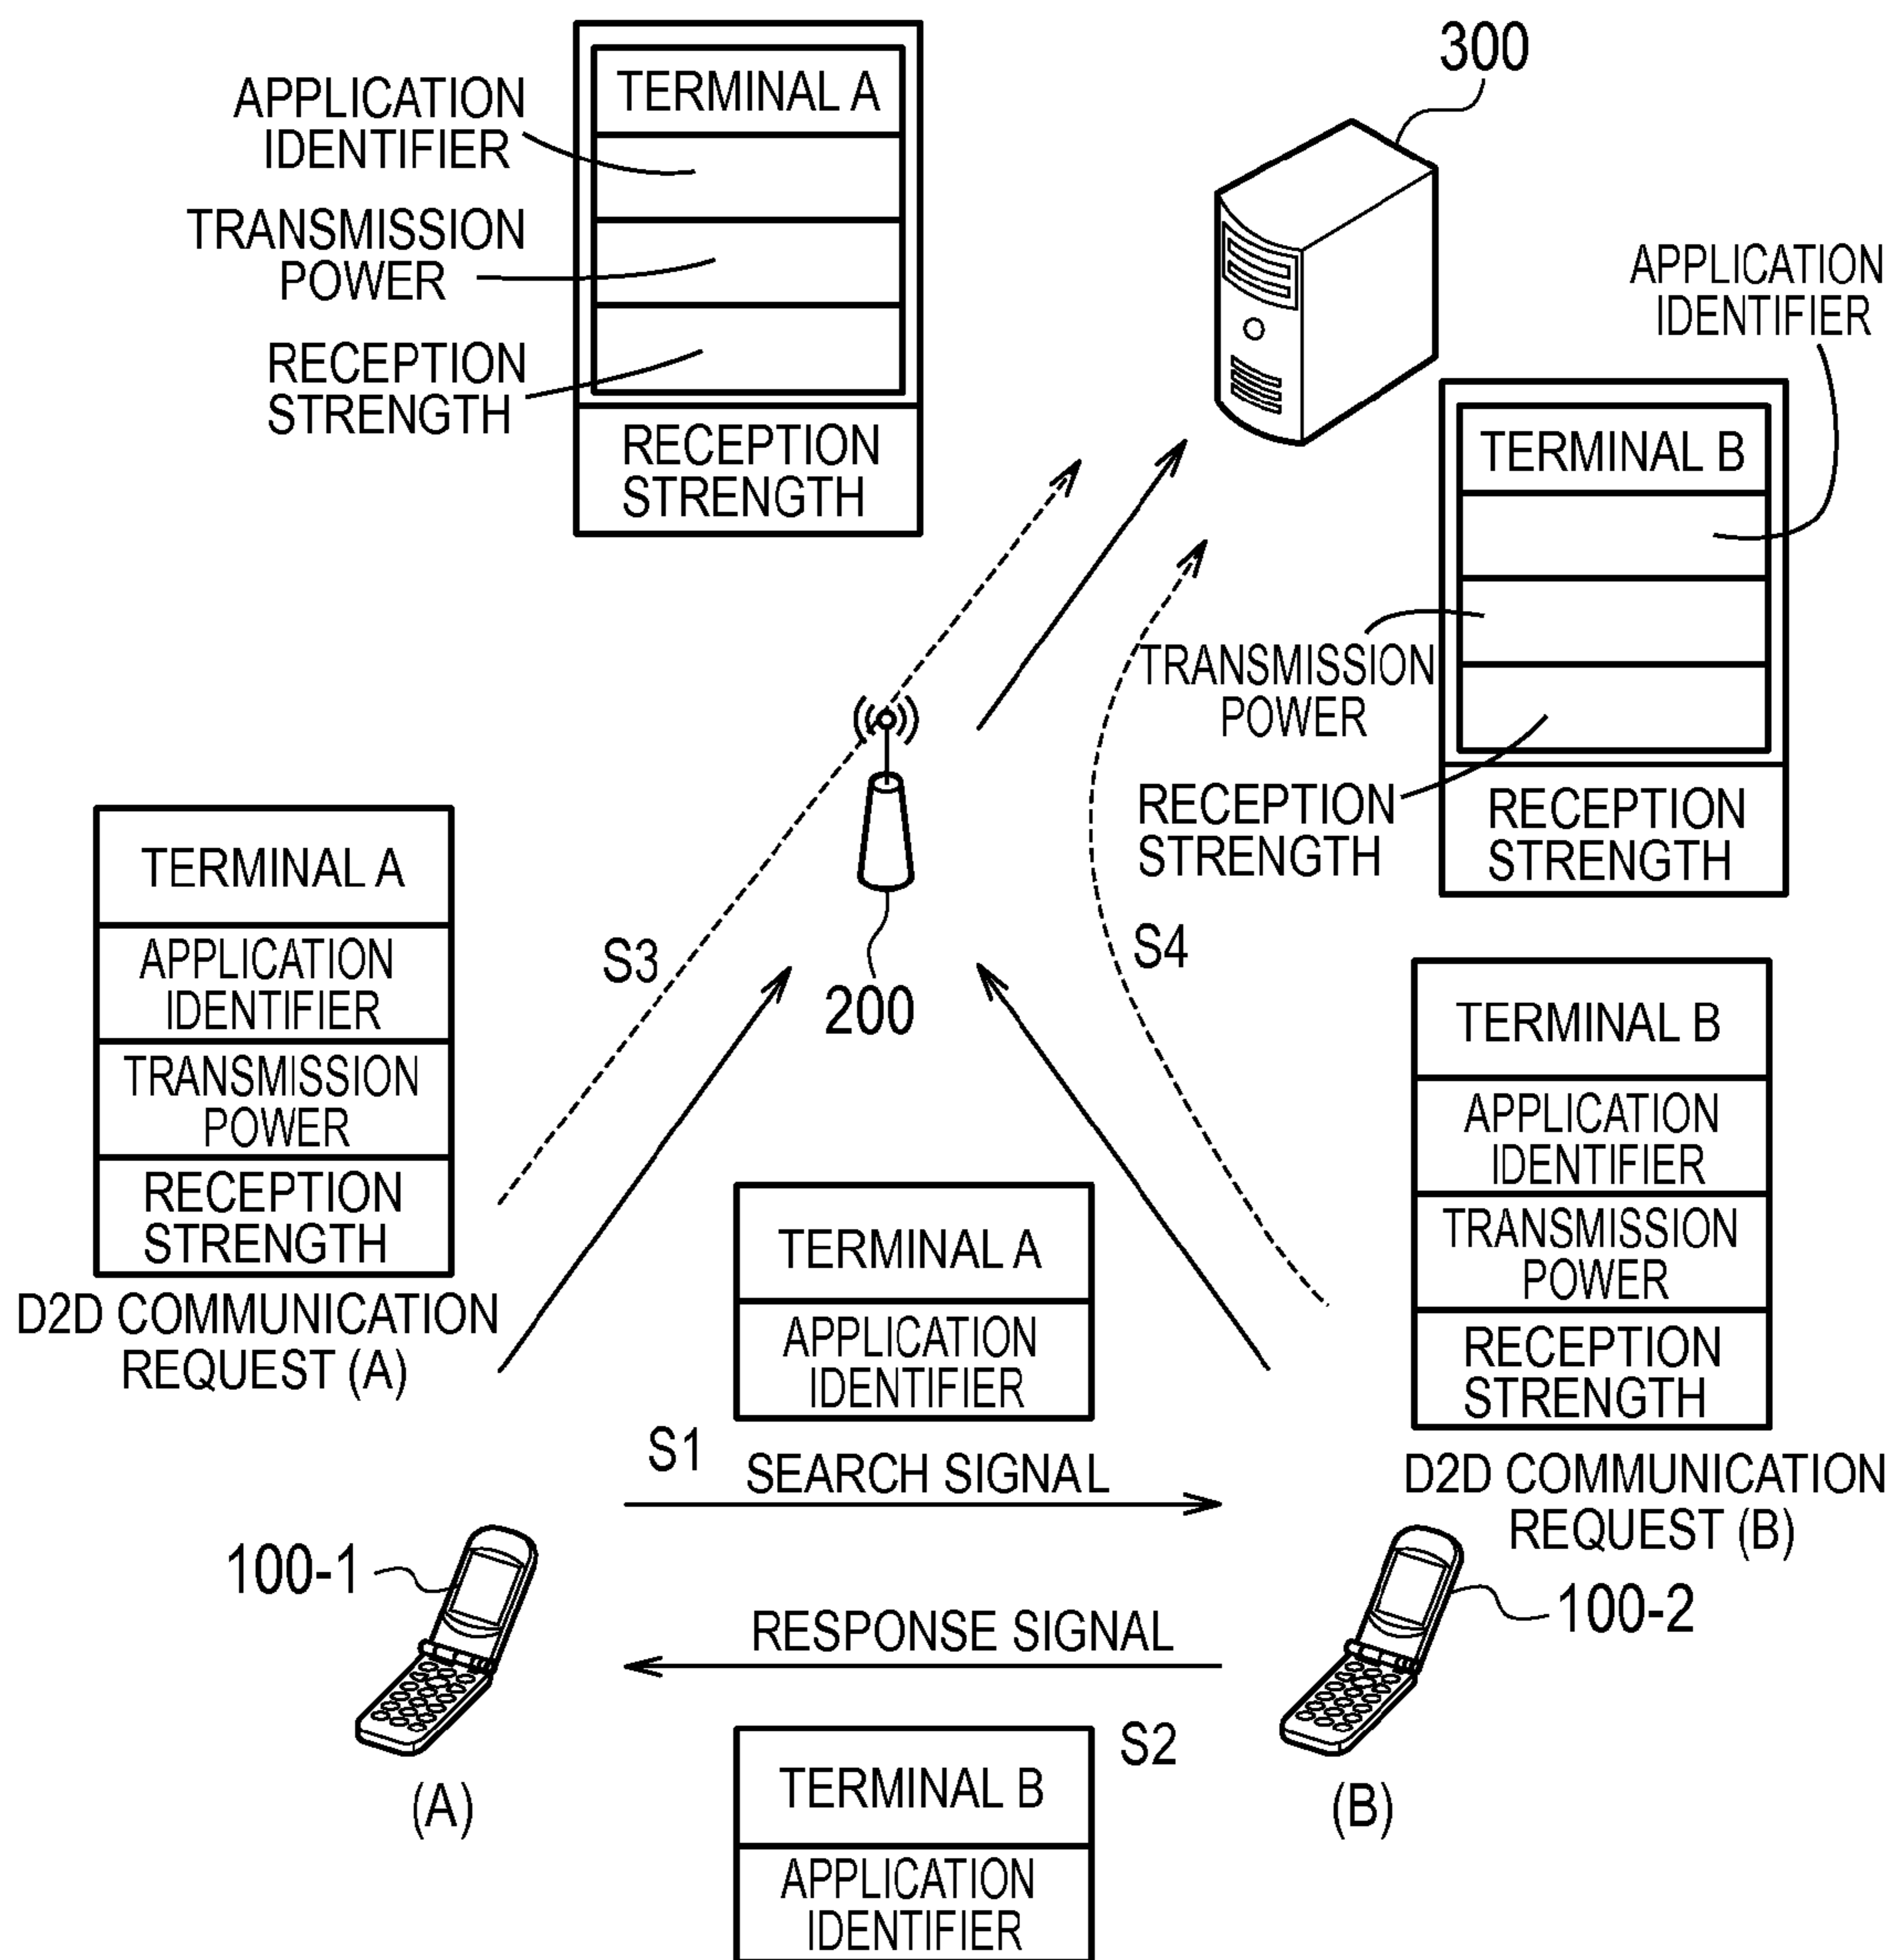 300
TERMINAL A
APPLICATION
IDENTIFIER
TRANSMISSION
POWER
RECEPTION
STRENGTH
RECEPTION
STRENGTH
APPLICATION
IDENTIFIER
TERMINAL B
TRANSMISSION
POWER
RECEPTION
STRENGTH
RECEPTION
STRENGTH
TERMINAL A
APPLICATION
IDENTIFIER
TRANSMISSION
POWER
RECEPTION
STRENGTH
D2D COMMUNICATION
REQUEST (A)
S3
200
S4
TERMINAL B
APPLICATION
IDENTIFIER
TRANSMISSION
POWER
RECEPTION
STRENGTH
D2D COMMUNICATION
REQUEST (B)
TERMINAL A
APPLICATION
IDENTIFIER
S1
SEARCH SIGNAL
100-1
100-2
RESPONSE SIGNAL
S2
(A)
(B)
TERMINAL B
APPLICATION
IDENTIFIER